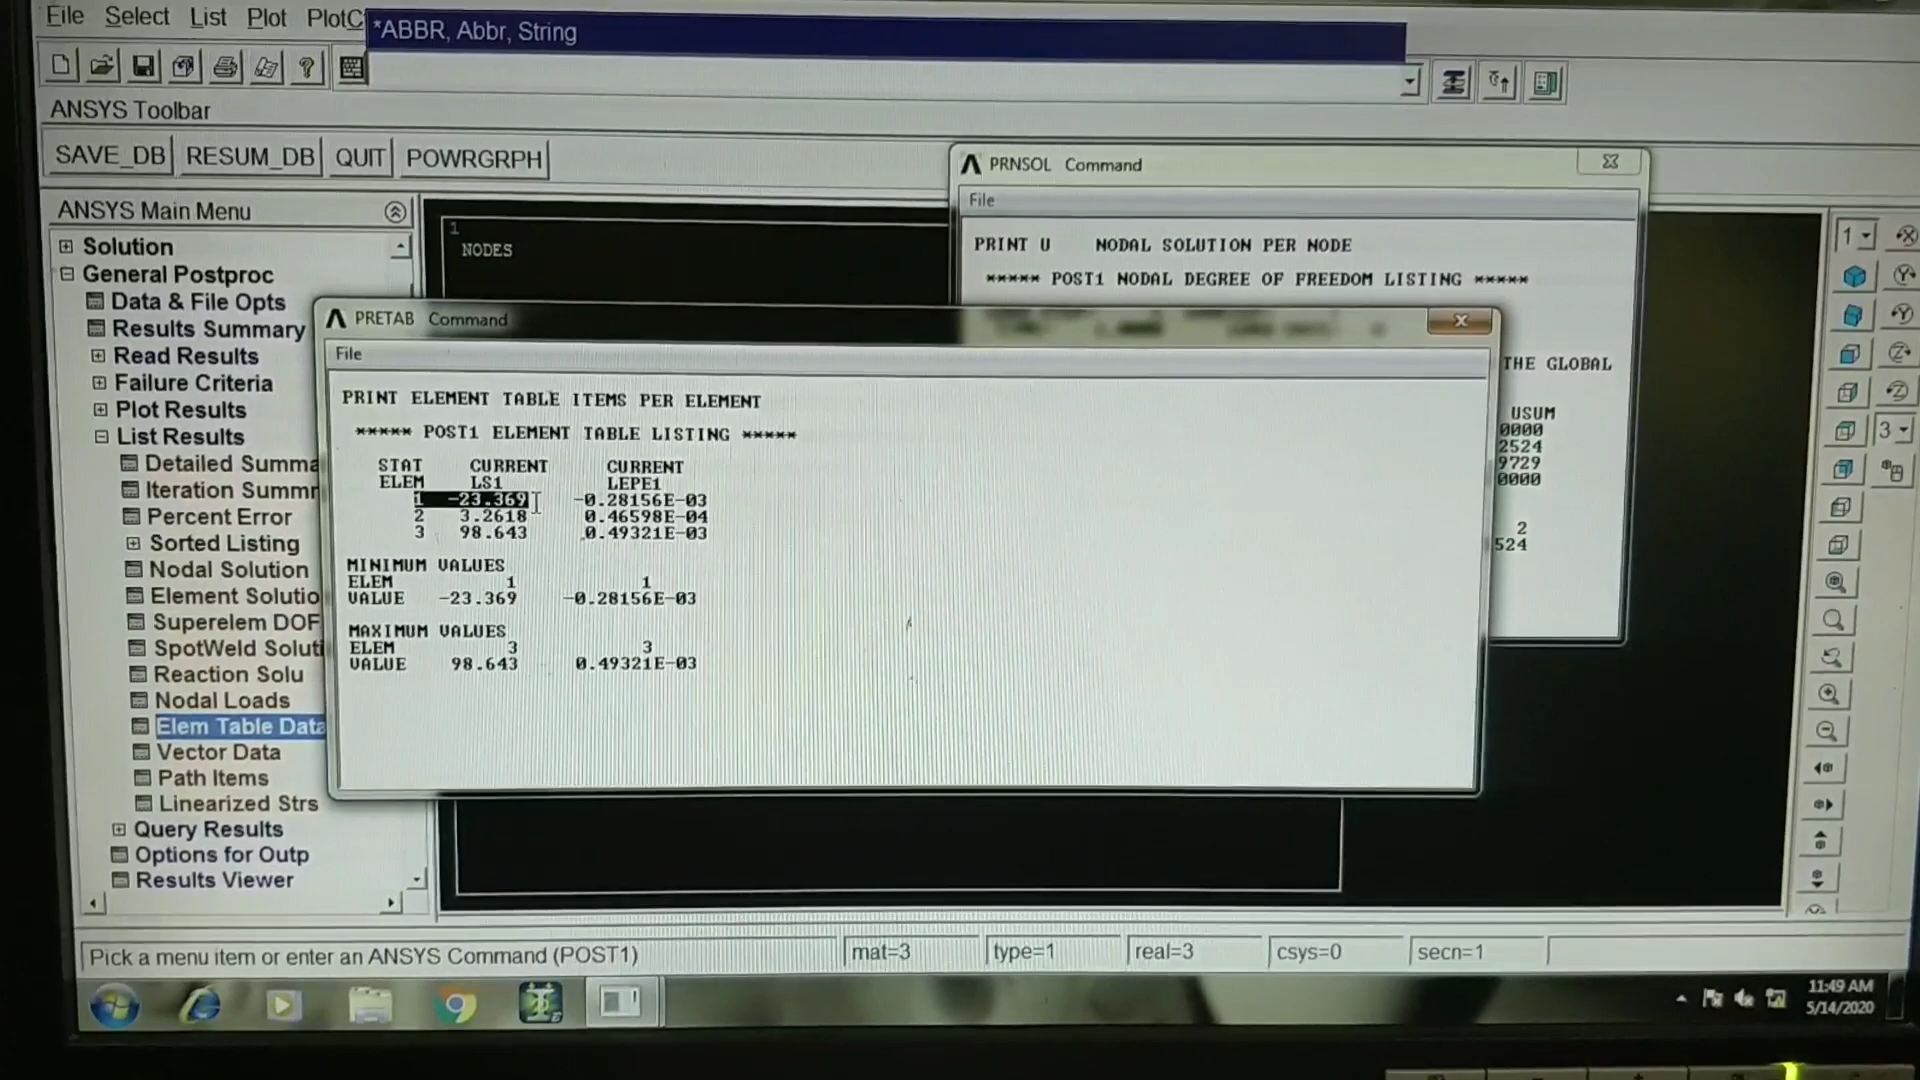 File Select List Plot PlotC
*ABBR, Abbr, String
ANSYS Toolbar
SAVE_DB RESUM_DB QUIT POWRGRPH
ANSYS Main Menu
Solution
General Postproc
Data & File Opts
Results Summary
Read Results
Failure Criteria
Plot Results
List Results
Detailed Summa
Iteration Summr
Percent Error
Sorted Listing
Nodal Solution
Element Solutio
Superelem DOF
SpotWeld Soluti
Reaction Solu
Nodal Loads
Elem Table Data
Vector Data
Path Items
Linearized Strs
Query Results
Options for Outp
Results Viewer
1
NODES
PRNSOL Command
File
PRINT U NODAL SOLUTION PER NODE
***** POST1 NODAL DEGREE OF FREEDOM LISTING *****
THE GLOBAL
USUM
0000
2524
9729
0000
2
524
PRETAB Command
File
PRINT ELEMENT TABLE ITEMS PER ELEMENT
***** POST1 ELEMENT TABLE LISTING *****
STAT CURRENT CURRENT
ELEM LS1 LEPE1
1 -23.369 -0.28156E-03
2 3.2618 0.46598E-04
3 98.643 0.49321E-03
MINIMUM VALUES
ELEM 1 1
VALUE -23.369 -0.28156E-03
MAXIMUM VALUES
ELEM 3 3
VALUE 98.643 0.49321E-03
1
3
Pick a menu item or enter an ANSYS Command (POST1)
mat=3 type=1 real=3 csys=0 secn=1
11:49 AM
5/14/2020